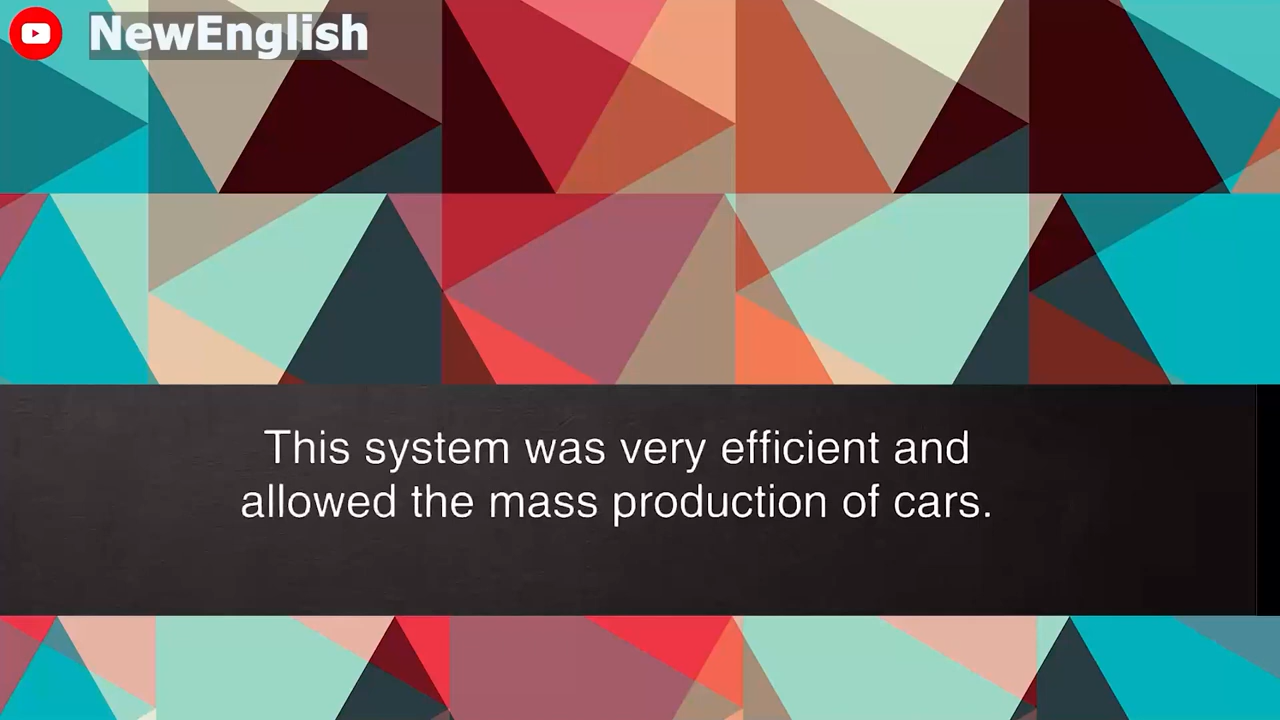 NewEnglish
This system was very efficient and
allowed the mass production of cars.